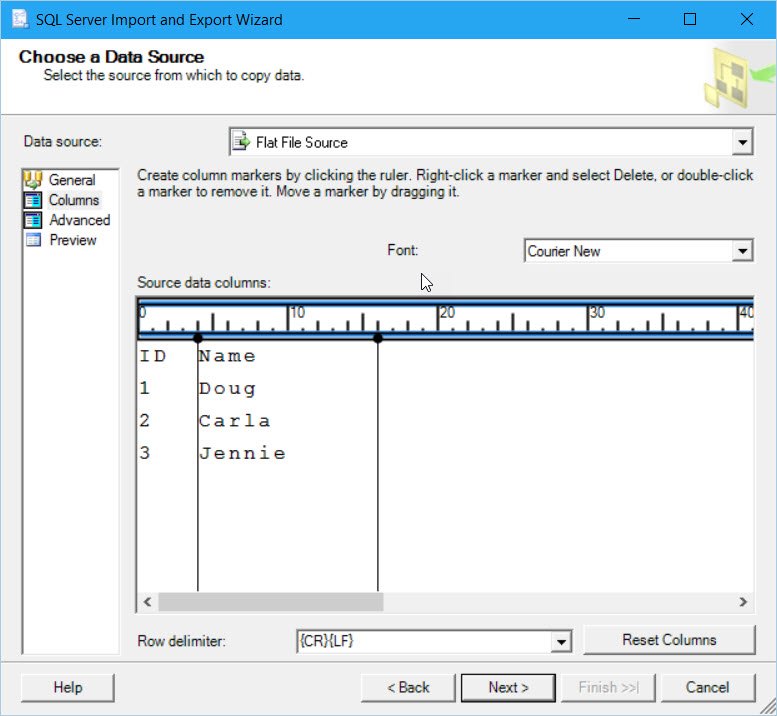 SQL Server Import and Export Wizard
Choose a Data Source
Select the source from which to copy data.
Data source:
Flat File Source
General
Columns
Advanced
Preview
Create column markers by clicking the ruler. Right-click a marker and select Delete, or double-click
a marker to remove it. Move a marker by dragging it.
Font:
Courier New
Source data columns:
0 10 20 30 40
ID Name
1 Doug
2 Carla
3 Jennie
Row delimiter:
{CR}{LF}
Reset Columns
Help
< Back
Next >
Finish >>|
Cancel